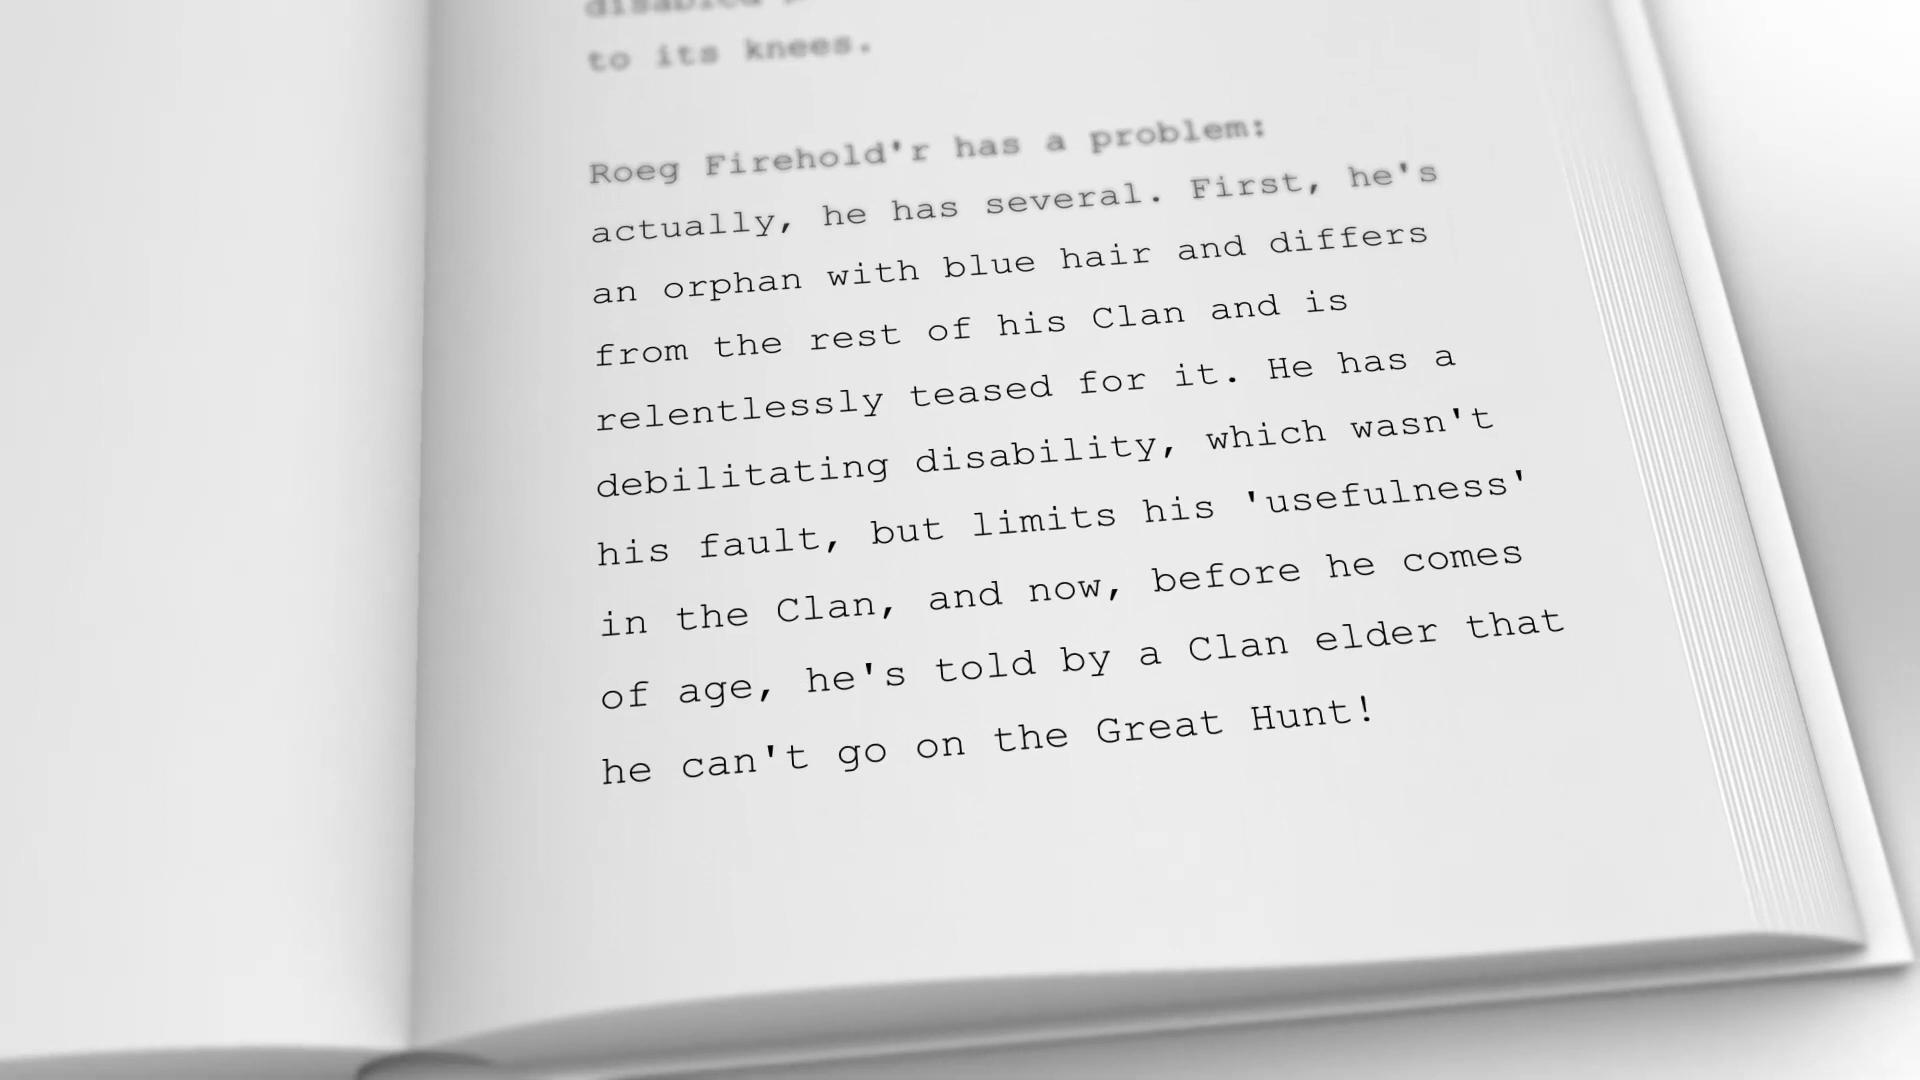 disabled
to its knees.
Roeg Firehold'r has a problem:
actually, he has several. First, he's
an orphan with blue hair and differs
from the rest of his Clan and is
relentlessly teased for it. He has a
debilitating disability, which wasn't
his fault, but limits his 'usefulness'
in the Clan, and now, before he comes
of age, he's told by a Clan elder that
he can't go on the Great Hunt!